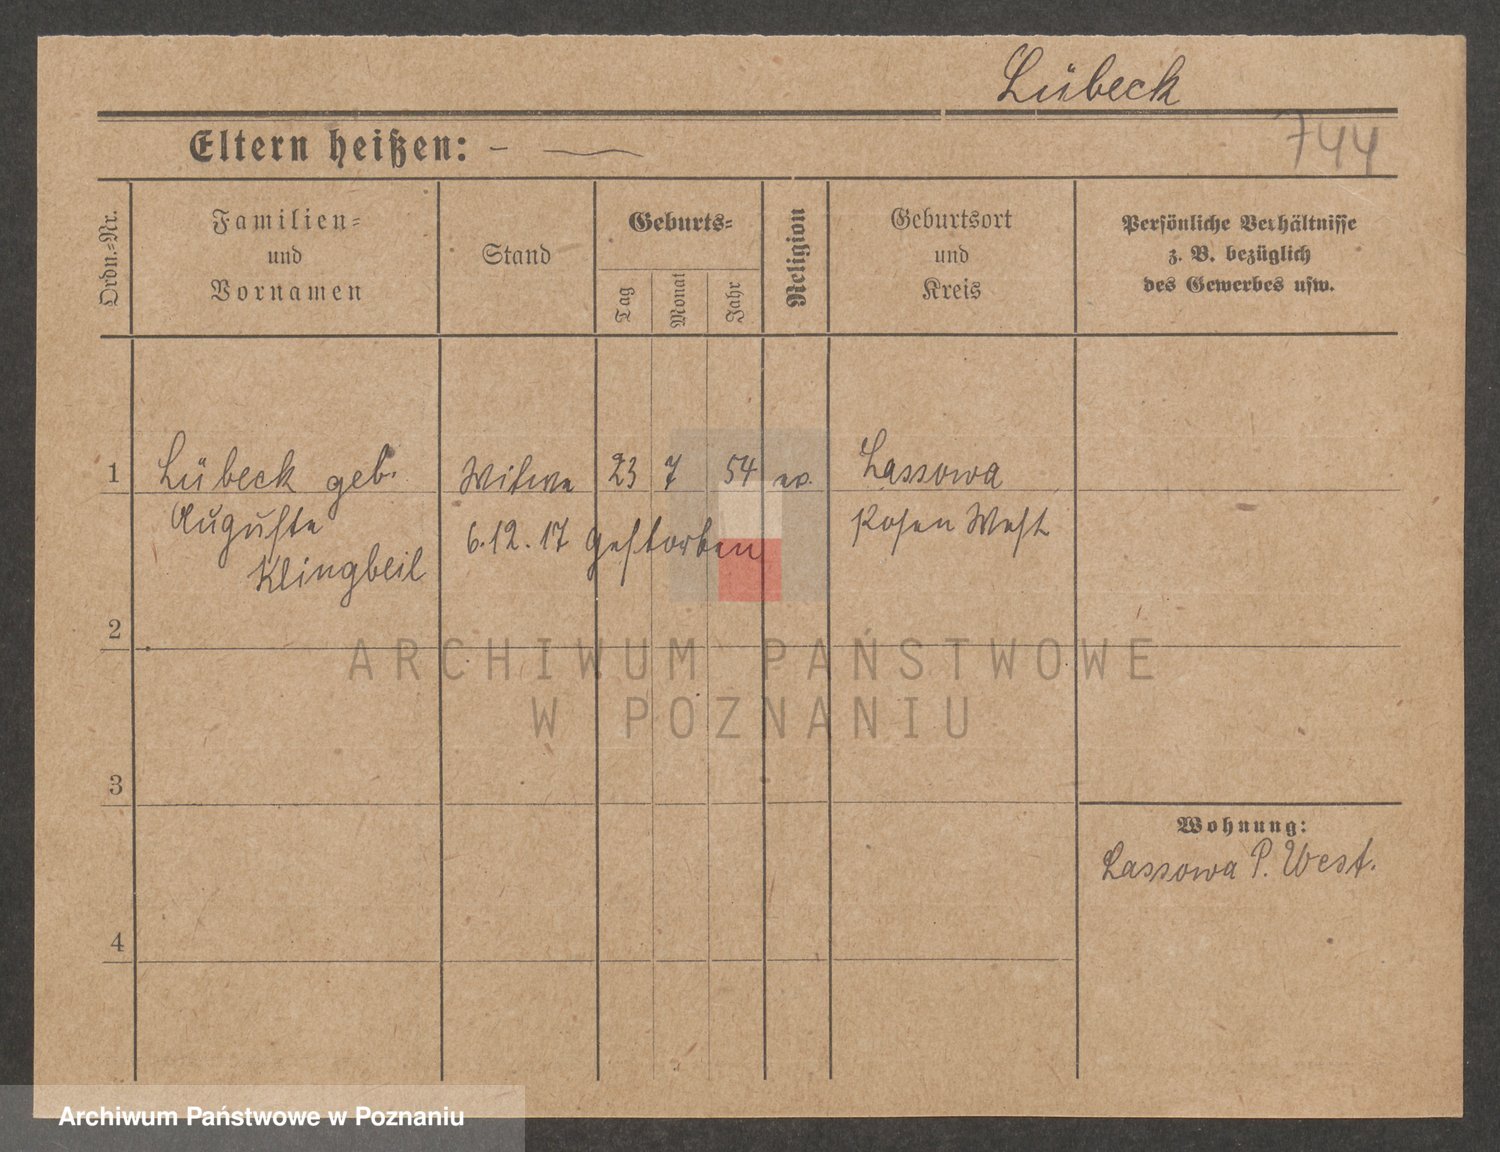 Lübeck
744
Eltern heißen: -
Ordn.=Nr.
Familien=
und
Vornamen
Stand
Geburts=
Tag
Monat
Jahr
Religion
Geburtsort
und
Kreis
Persönliche Verhältnisse
z. B. bezüglich
des Gewerbes usw.
1 Lübeck geb. Witwe 23 7 54 ev. Lassowa
Auguste 6.12.17 gestorben Posen West
Klingbeil
2
ARCHIWUM PAŃSTWOWE
W POZNANIU
3
Wohnung:
Lassowa P. West.
4
Archiwum Państwowe w Poznaniu